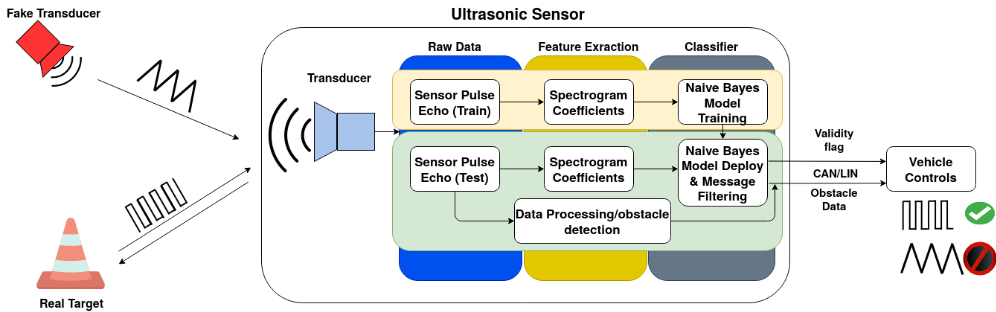 Fake Transducer
Ultrasonic Sensor
Raw Data
Feature Exraction
Classifier
Transducer
Sensor Pulse
Echo (Train)
Spectrogram
Coefficients
Naive Bayes
Model
Training
Sensor Pulse
Echo (Test)
Spectrogram
Coefficients
Naive Bayes
Model Deploy
& Message
Filtering
Data Processing/obstacle
detection
Validity
flag
CAN/LIN
Obstacle
Data
Vehicle
Controls
Real Target